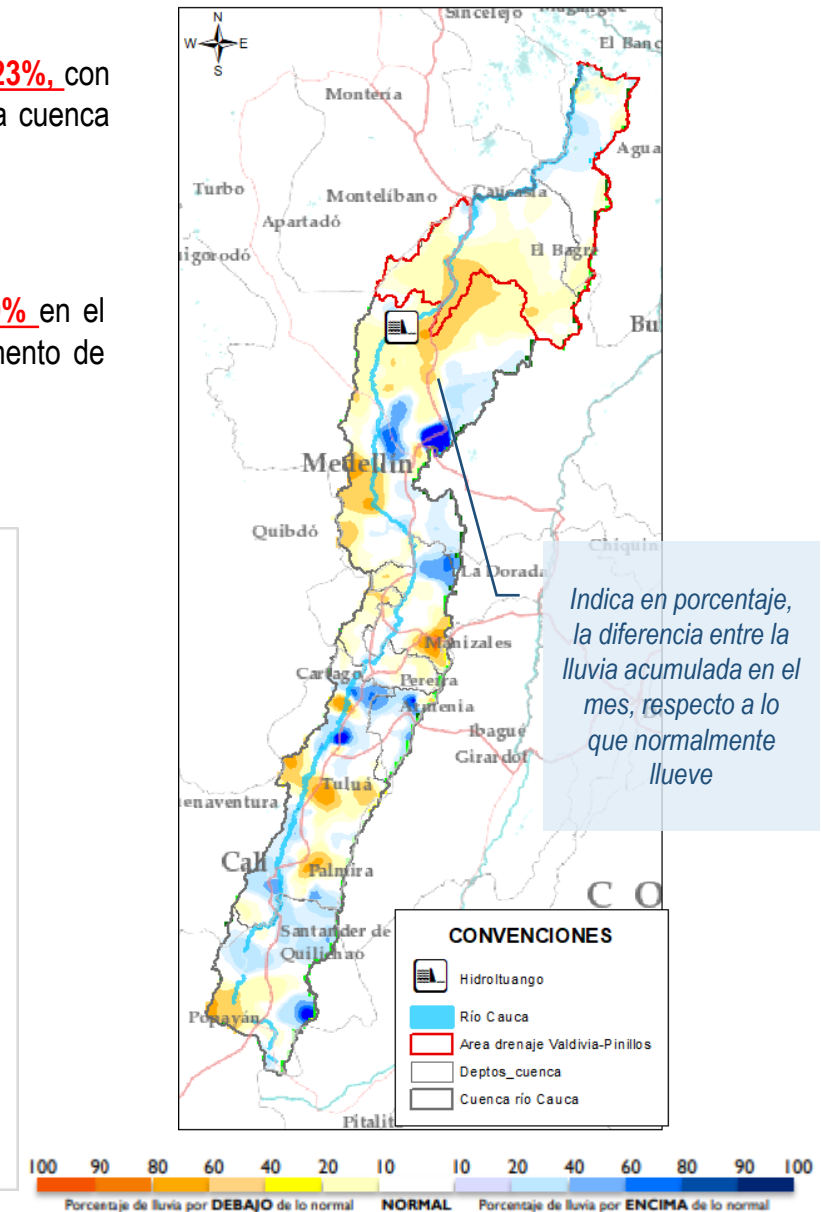 23%, con
a cuenca
% en el
mento de
N
W E
S
Sincelejo
El Banc
Montería
Agua
Turbo
Montelíbano
Caucasia
Apartadó
El Bagre
igorodó
Bu
Medellín
Quibdó
Chiquin
La Dorada
Manizales
Cartago
Pereira
Armenia
Ibague
Girardot
Tuluá
enaventura
Cali
Palmira
C O
Santander de
Quilichao
Popayán
Pitalit
Indica en porcentaje,
la diferencia entre la
lluvia acumulada en el
mes, respecto a lo
que normalmente
llueve
CONVENCIONES
HidroItuango
Río Cauca
Area drenaje Valdivia-Pinillos
Deptos_cuenca
Cuenca río Cauca
100 90 80 60 40 20 10 10 20 40 60 80 90 100
Porcentaje de lluvia por DEBAJO de lo normal NORMAL Porcentaje de lluvia por ENCIMA de lo normal